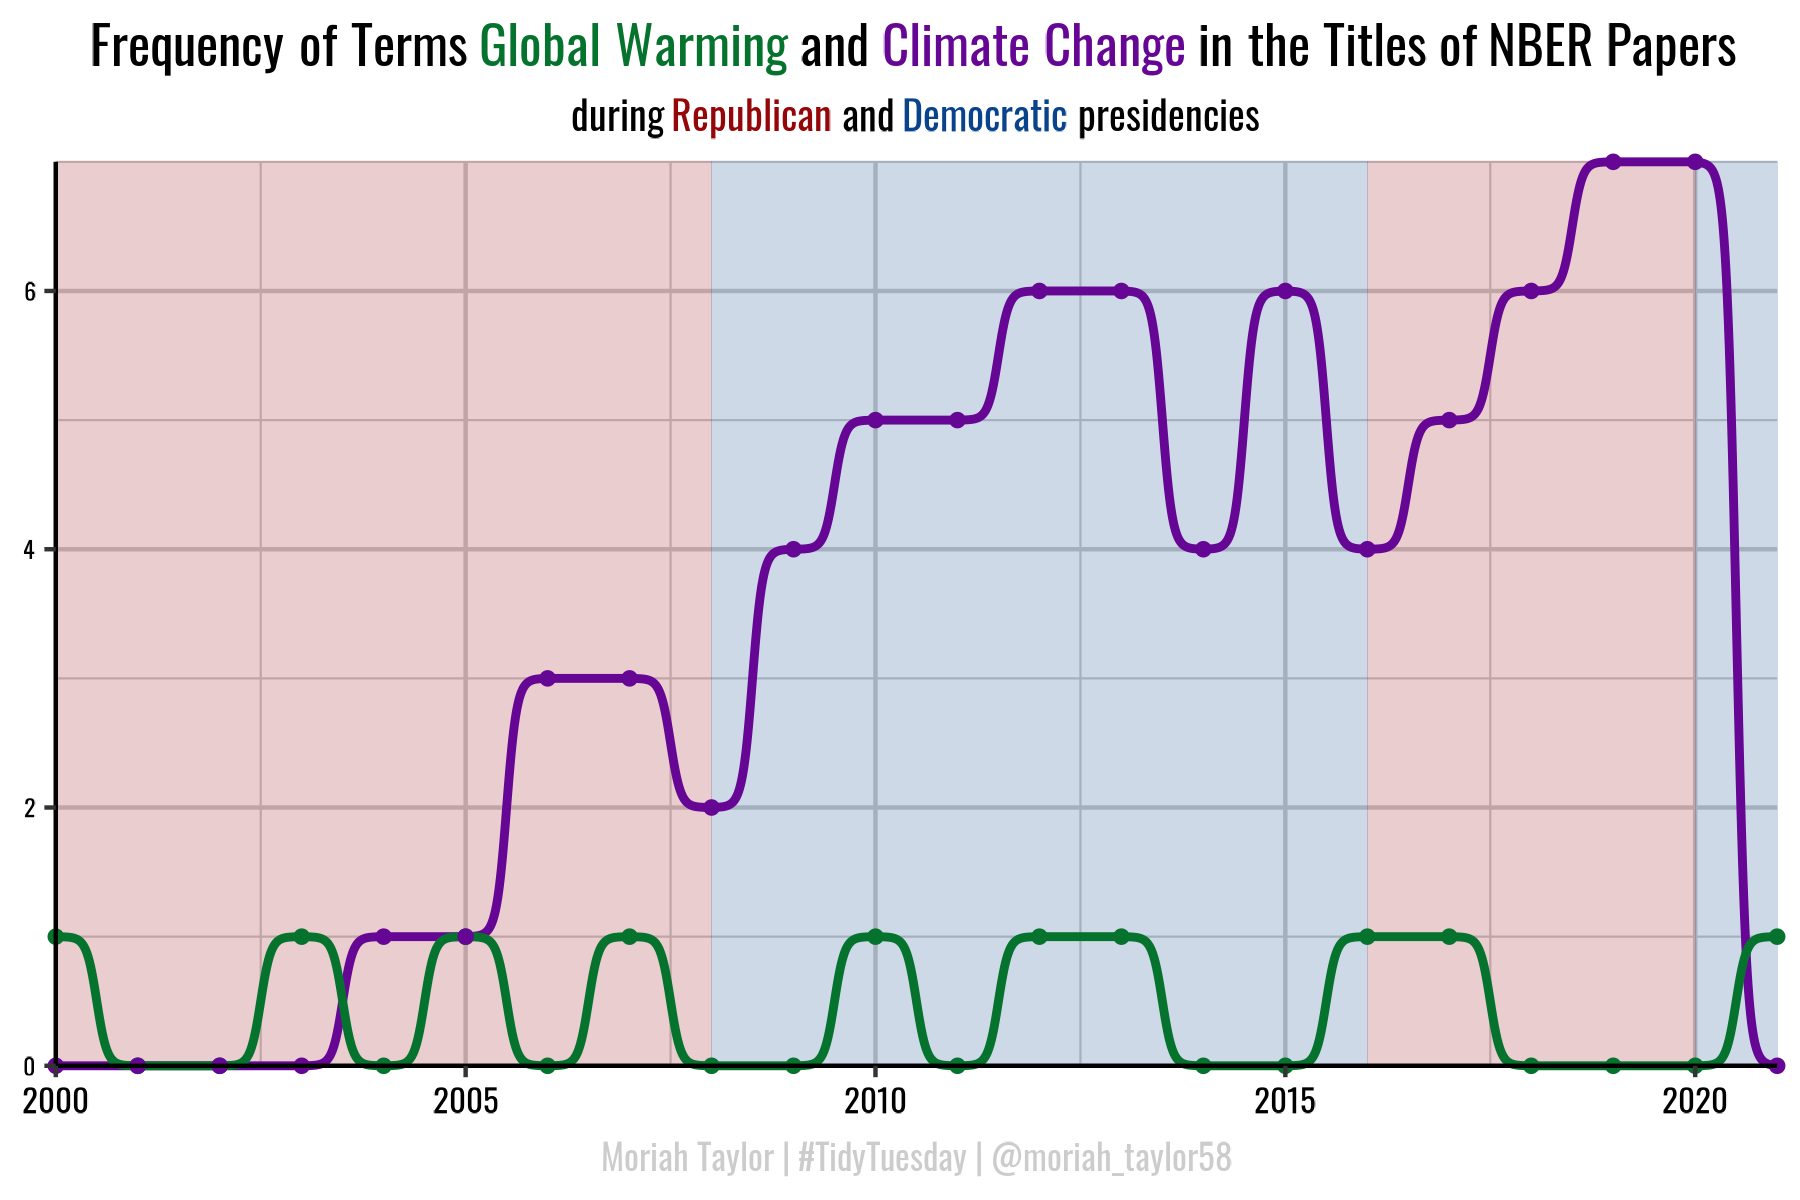 Frequency of Terms Global Warming and Climate Change in the Titles of NBER Papers
during Republican and Democratic presidencies
6
4
2
0
2000 2005 2010 2015 2020
Moriah Taylor | #TidyTuesday | @moriah_taylor58